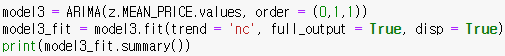 model3 = ARIMA(z.MEAN_PRICE.values, order = (0,1,1))
model3_fit = model3.fit(trend = 'nc', full_output = True, disp = True)
print(model3_fit.summary())